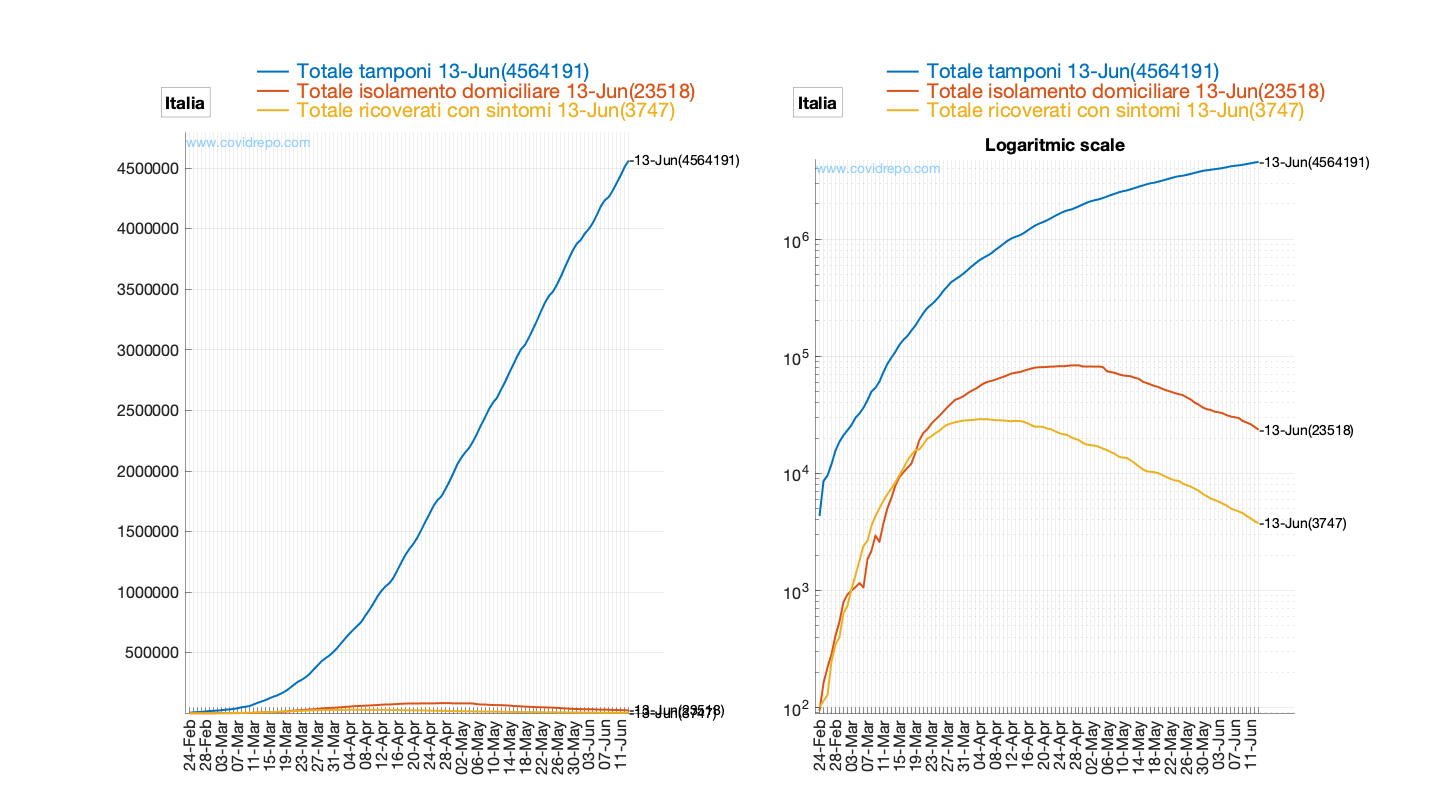 Totale tamponi 13-Jun(4564191)
Totale isolamento domiciliare 13-Jun(23518)
Totale ricoverati con sintomi 13-Jun(3747)
Italia
www.covidrepo.com
4500000
4000000
3500000
3000000
2500000
2000000
1500000
1000000
500000
-13-Jun(4564191)
-13-Jun(23518)
-13-Jun(3747)
24-Feb
28-Feb
03-Mar
07-Mar
11-Mar
15-Mar
19-Mar
23-Mar
27-Mar
31-Mar
04-Apr
08-Apr
12-Apr
16-Apr
20-Apr
24-Apr
28-Apr
02-May
06-May
10-May
14-May
18-May
22-May
26-May
30-May
03-Jun
07-Jun
11-Jun
Totale tamponi 13-Jun(4564191)
Totale isolamento domiciliare 13-Jun(23518)
Totale ricoverati con sintomi 13-Jun(3747)
Italia
Logaritmic scale
www.covidrepo.com
10^6
10^5
10^4
10^3
10^2
-13-Jun(4564191)
-13-Jun(23518)
-13-Jun(3747)
24-Feb
28-Feb
03-Mar
07-Mar
11-Mar
15-Mar
19-Mar
23-Mar
27-Mar
31-Mar
04-Apr
08-Apr
12-Apr
16-Apr
20-Apr
24-Apr
28-Apr
02-May
06-May
10-May
14-May
18-May
22-May
26-May
30-May
03-Jun
07-Jun
11-Jun